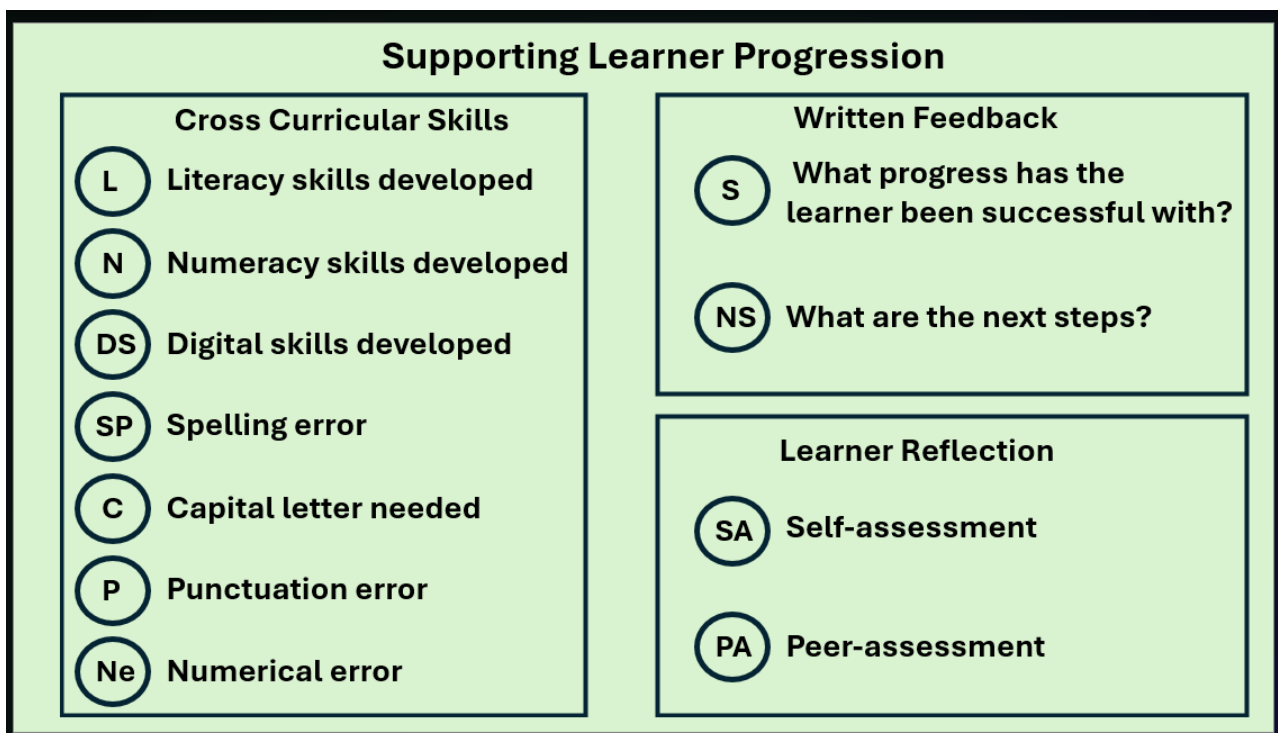 Supporting Learner Progression
Cross Curricular Skills
L Literacy skills developed
N Numeracy skills developed
DS Digital skills developed
SP Spelling error
C Capital letter needed
P Punctuation error
Ne Numerical error
Written Feedback
S What progress has the
learner been successful with?
NS What are the next steps?
Learner Reflection
SA Self-assessment
PA Peer-assessment